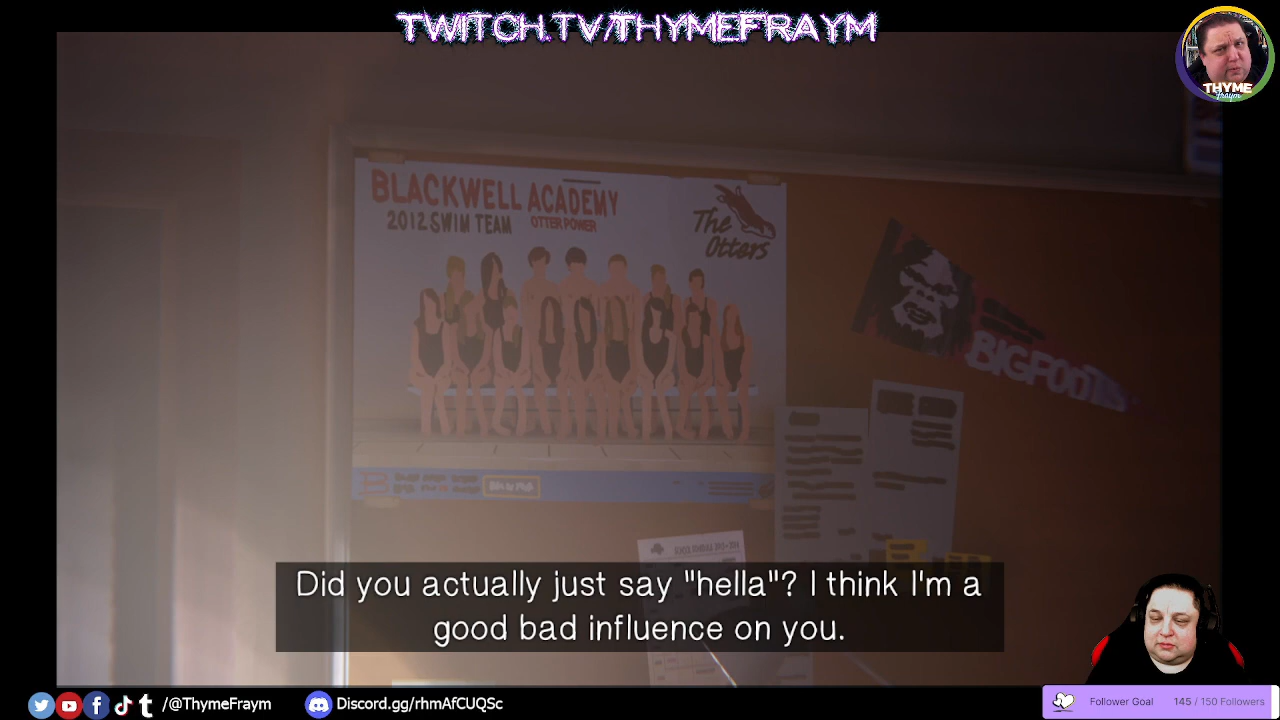 TWITCH.TV/THYMEFRAYM
THYME
fraym
BLACKWELL ACADEMY
2012 SWIM TEAM
OTTER POWER
The
Otters
BIGFOOTS
Did you actually just say "hella"? I think I'm a
good bad influence on you.
/@ThymeFraym
Discord.gg/rhmAfCUQSc
Follower Goal
145 / 150 Followers